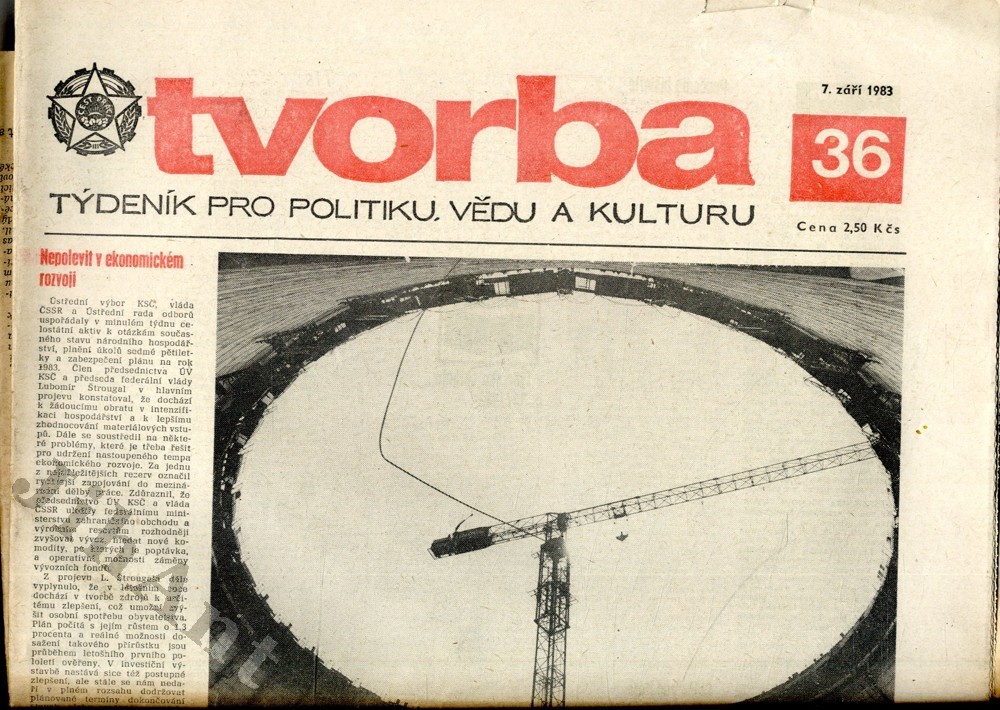 tvorba
7. září 1983
36
TÝDENÍK PRO POLITIKU, VĚDU A KULTURU
Cena 2,50 Kčs
Nepolevit v ekonomickém
rozvoji
Ústřední výbor KSČ, vláda
ČSSR a Ústřední rada odborů
uspořádaly v minulém týdnu ce-
lostátní aktiv k otázkám součas-
ného stavu národního hospodář-
ství, plnění úkolů sedmé pětilet-
ky a zabezpečení plánu na rok
1983. Člen předsednictva ÚV
KSČ a předseda federální vlády
Lubomír Štrougal v hlavním
projevu konstatoval, že dochází
k žádoucímu obratu v intenzifi-
kaci hospodářství a k lepšímu
zhodnocování materiálových vstu-
pů. Dále se soustředil na někte-
ré problémy, které je třeba řešit
pro udržení nastoupeného tempa
ekonomického rozvoje. Za jednu
z nejdůležitějších rezerv označil
rychlejší zapojování do meziná-
rodní dělby práce. Zdůraznil, že
předsednictvo ÚV KSČ a vláda
ČSSR uložily federálnímu mini-
sterstvu zahraničního obchodu a
výrobním resortům rozhodněji
zvyšovat vývoz, hledat nové ko-
modity, po kterých je poptávka,
a operativní možnosti záměny
vývozních fondů.
Z projevu L. Štrougala dále
vyplynulo, že v letošním roce
dochází v tvorbě zdrojů k urči-
tému zlepšení, což umožní zvý-
šit osobní spotřebu obyvatelstva.
Plán počítá s jejím růstem o 1,3
procenta a reálné možnosti do-
sažení takového přírůstku jsou
průběhem letošního prvního po-
loletí ověřeny. V investiční vý-
stavbě nastává sice též postupné
zlepšení, ale stále se nám neda-
ří v plném rozsahu dodržovat
plánované termíny dokončování